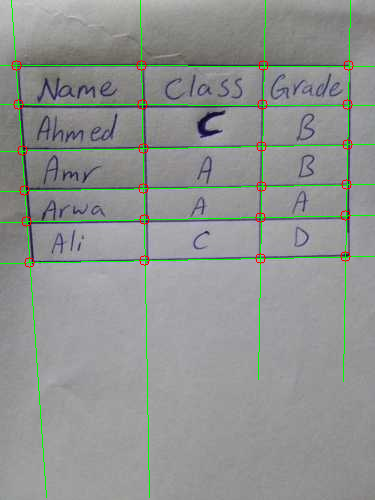 Name Class Grade
Ahmed C B
Amr A B
Arwa A A
Ali C D